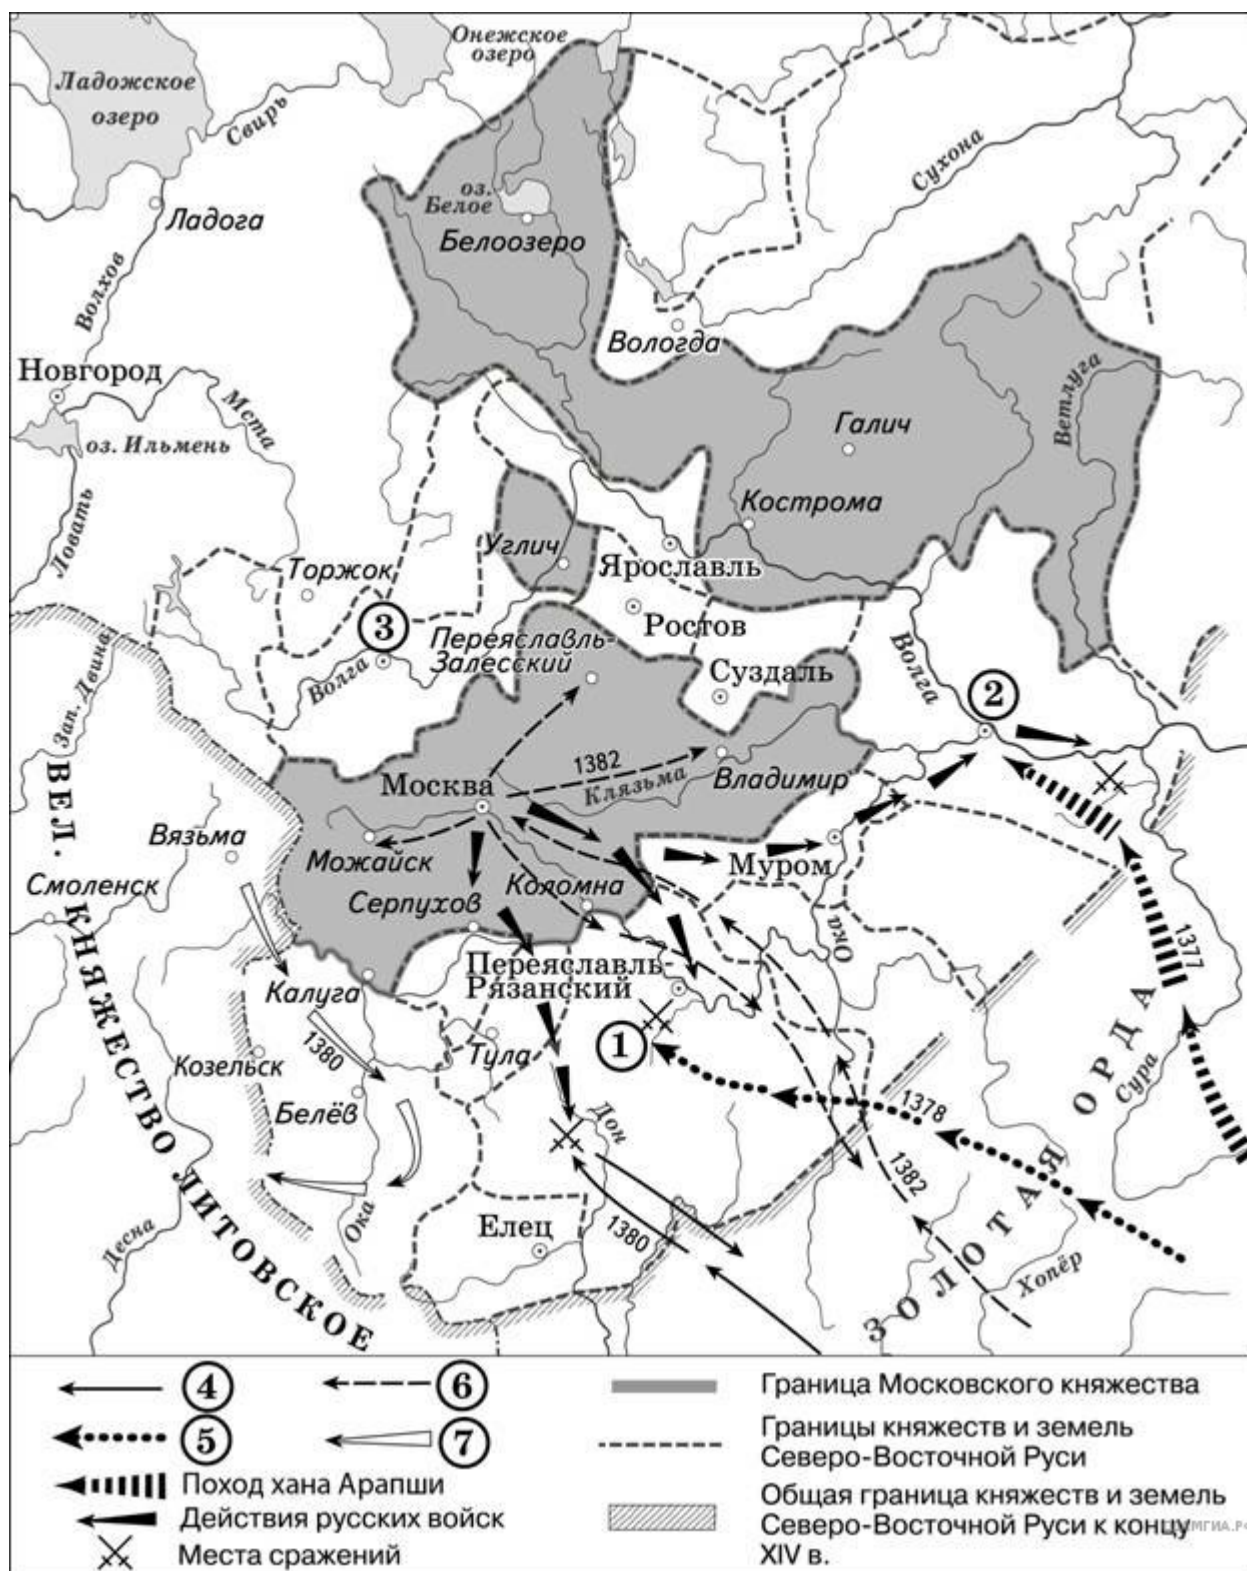 Онежское
озеро
Ладожское
озеро
Свирь
Сухона
оз.
Белое
Ладога
Белоозеро
Волхов
Вологда
Новгород
Мста
Ветлуга
Галич
оз. Ильмень
Кострома
Ловать
Углич
Ярославль
Торжок
3
Ростов
Переяславль-
Залесский
Волга
Волга
Зап. Двина
Суздаль
2
1382
Москва
Клязьма
Владимир
Вязьма
Можайск
Муром
Смоленск
Коломна
Серпухов
Ока
1377
Переяславль-
Рязанский
Калуга
1
Тула
1380
Козельск
Белёв
Дон
1378
Сура
1382
ВЕЛ. КНЯЖЕСТВО ЛИТОВСКОЕ
ЗОЛОТАЯ ОРДА
Десна
Ока
Елец
1380
Хопёр
4
6
Граница Московского княжества
5
7
Границы княжеств и земель
Северо-Восточной Руси
Поход хана Арапши
Действия русских войск
Общая граница княжеств и земель
Северо-Восточной Руси к концу
XIV в.
Места сражений